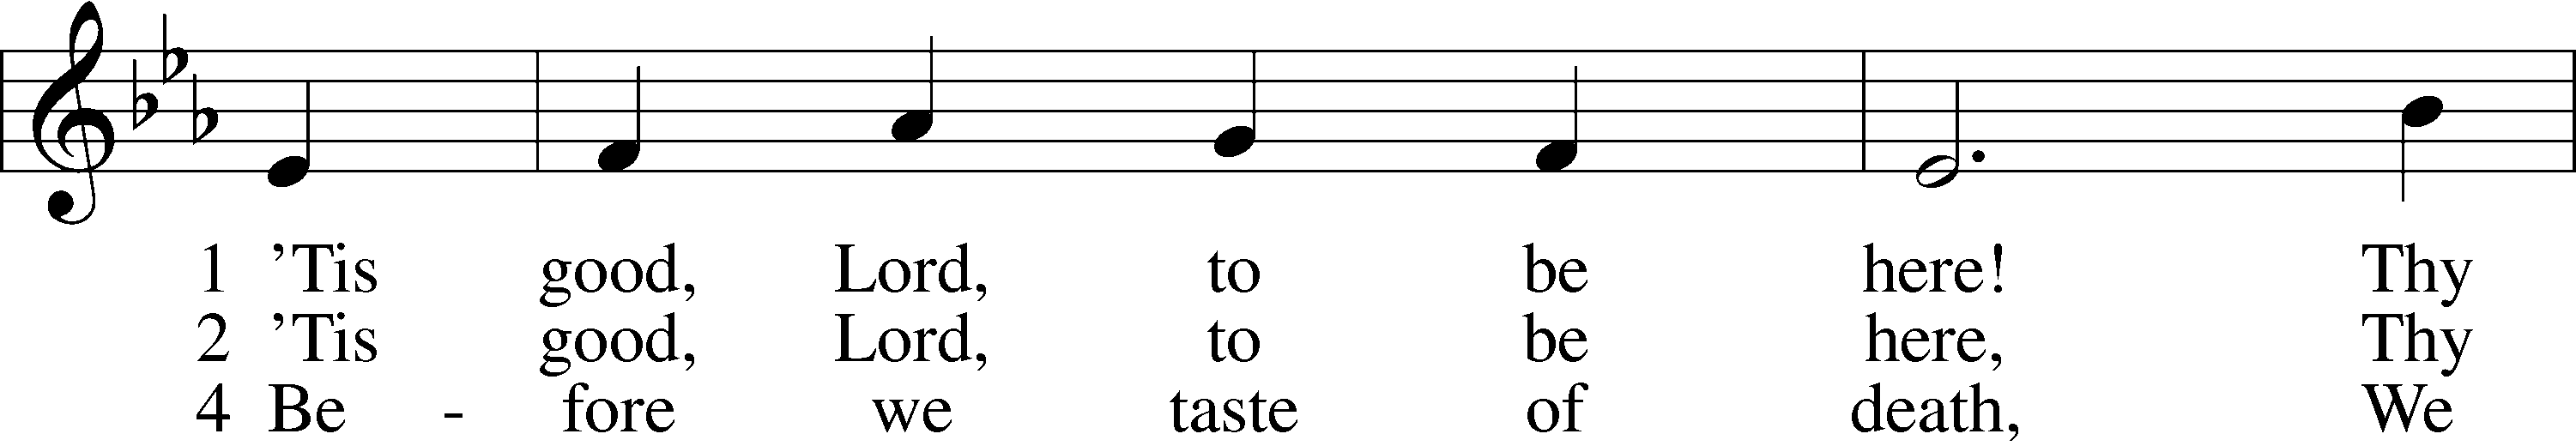 1 ’Tis good, Lord, to be here! Thy
2 ’Tis good, Lord, to be here, Thy
4 Be - fore we taste of death, We